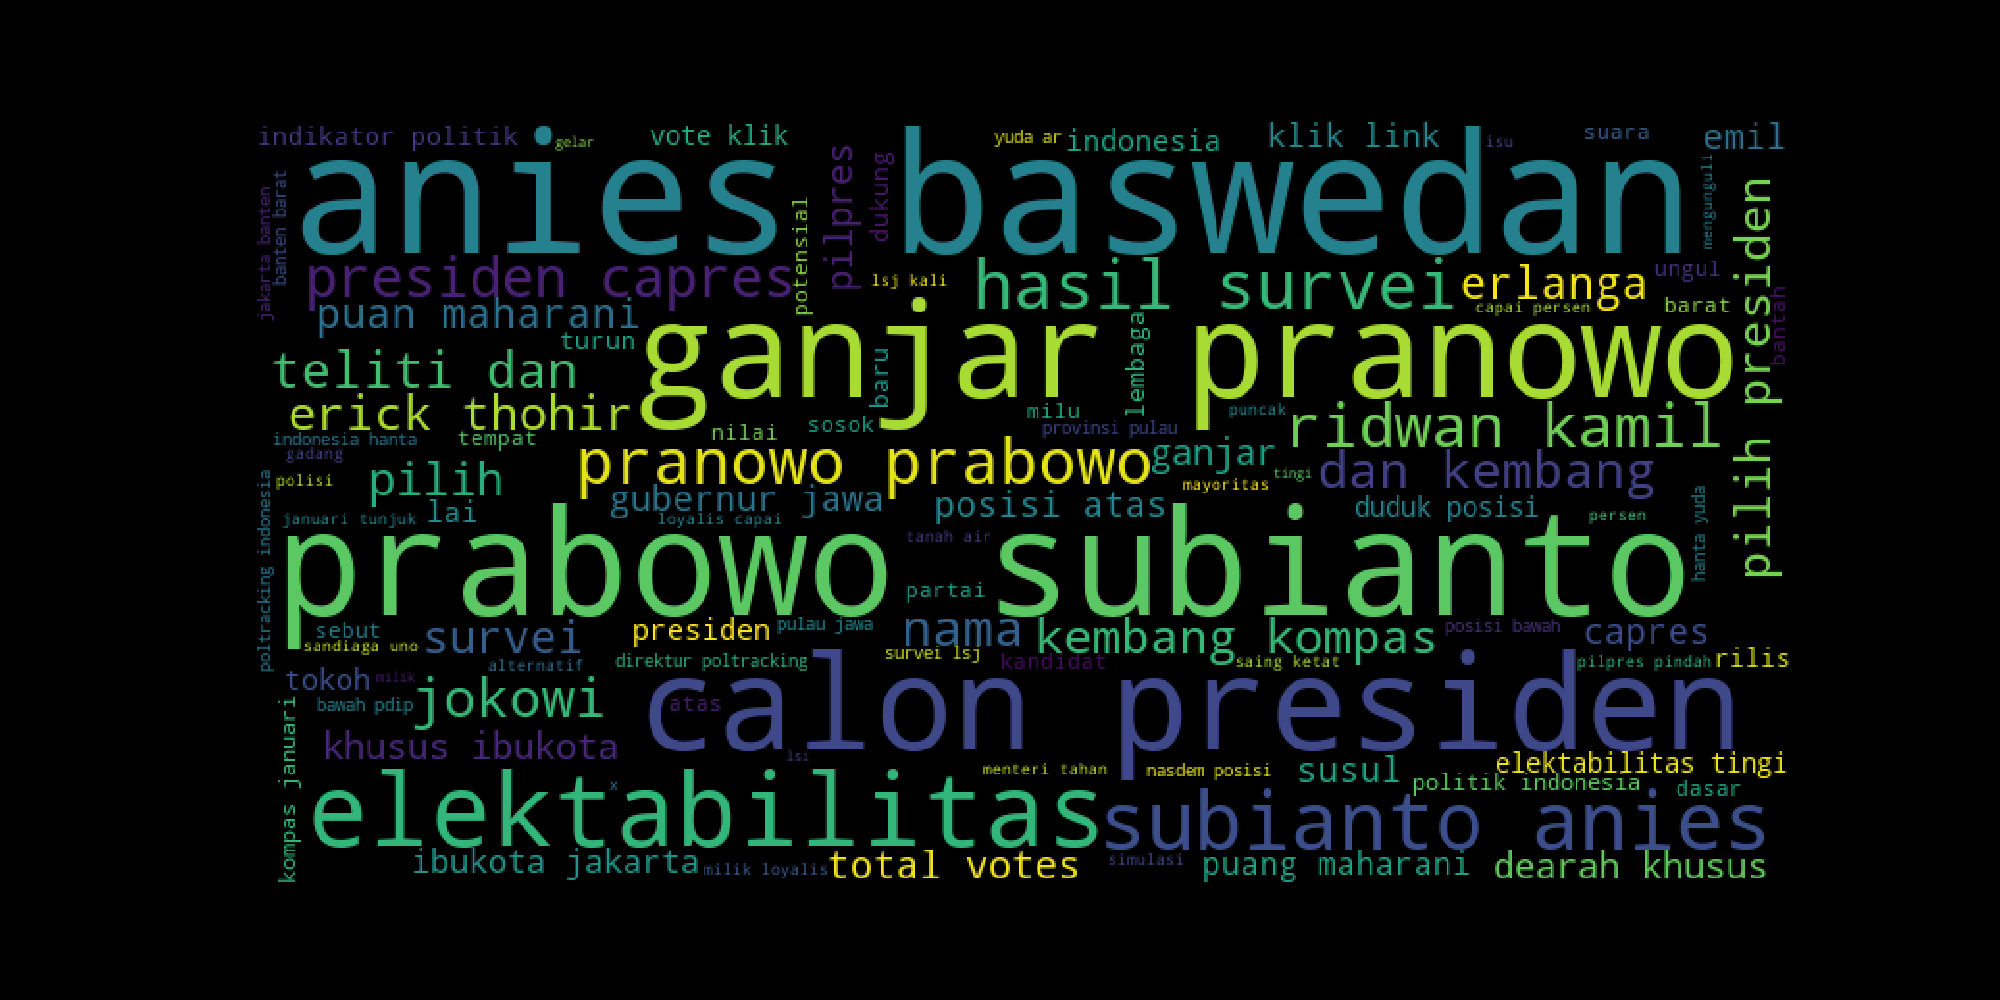 indikator politik
gelar
vote klik
yuda ar
indonesia
klik link
isu
suara
emil
anies baswedan
jakarta banten
banten barat
potensial
pilpres
dukung
mengunguli
pilih presiden
presiden capres
lsj kali
hasil survei
erlanga
ungul
capai persen
barat
bantah
puan maharani
turun
ganjar pranowo
lembaga
baru
teliti dan
erick thohir
milu
puncak
ridwan kamil
sosok
provinsi pulau
nilai
indonesia hanta
tempat
gadang
pranowo prabowo
ganjar
tingi
dan kembang
polisi
pilih
mayoritas
poltracking indonesia
gubernur jawa
posisi atas
duduk posisi
hanta yuda
januari tunjuk
lai
loyalis capai
persen
prabowo subianto
tanah air
partai
sebut
survei
presiden
pulau jawa
nama
kembang kompas
posisi bawah
capres
sandiaga uno
alternatif
direktur poltracking
survei lsj
kandidat
saing ketat
pilpres pindah
rilis
tokoh
milik
calon presiden
bawah pdip
jokowi
atas
kompas januari
khusus ibukota
lsi
menteri tahan
nasdem posisi
susul
elektabilitas tingi
politik indonesia
dasar
x
elektabilitas
subianto anies
ibukota jakarta
milik loyalis
total votes
simulasi
puang maharani
dearah khusus